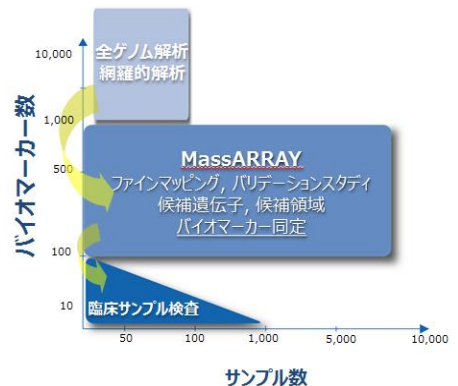 10,000
1,000
500
100
10
バイオマーカー数
全ゲノム解析
網羅的解析
MassARRAY
ファインマッピング, バリデーションスタディ
候補遺伝子, 候補領域
バイオマーカー同定
臨床サンプル検査
50
100
1,000
5,000
10,000
サンプル数